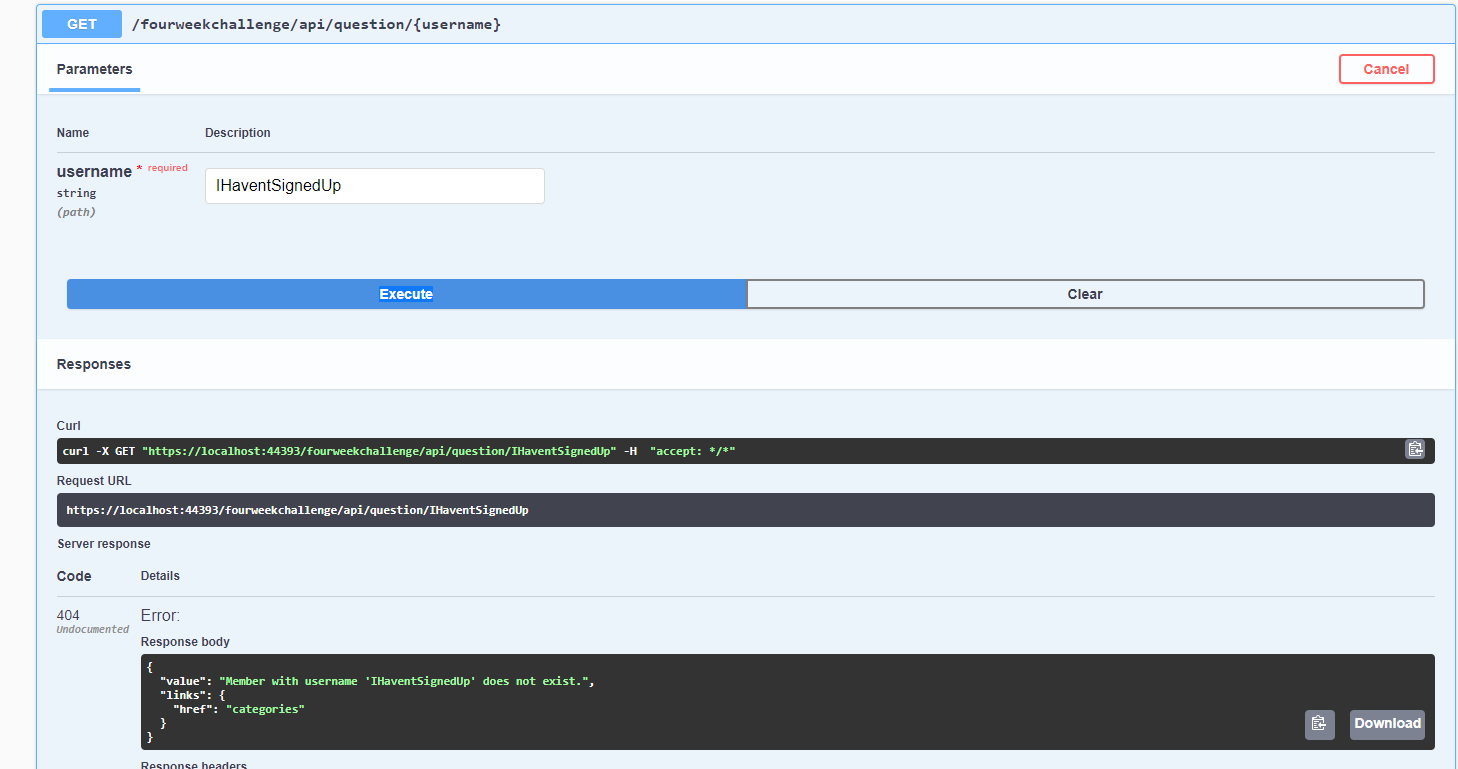 GET /fourweekchallenge/api/question/{username}
Parameters
Cancel
Name Description
username * required
IHaventSignedUp
string
(path)
Execute Clear
Responses
Curl
curl -X GET "https://localhost:44393/fourweekchallenge/api/question/IHaventSignedUp" -H  "accept: */*"
Request URL
https://localhost:44393/fourweekchallenge/api/question/IHaventSignedUp
Server response
Code Details
404 Error:
Undocumented
Response body
{
  "value": "Member with username 'IHaventSignedUp' does not exist.",
  "links": {
    "href": "categories"
  }
}
Download
Response headers